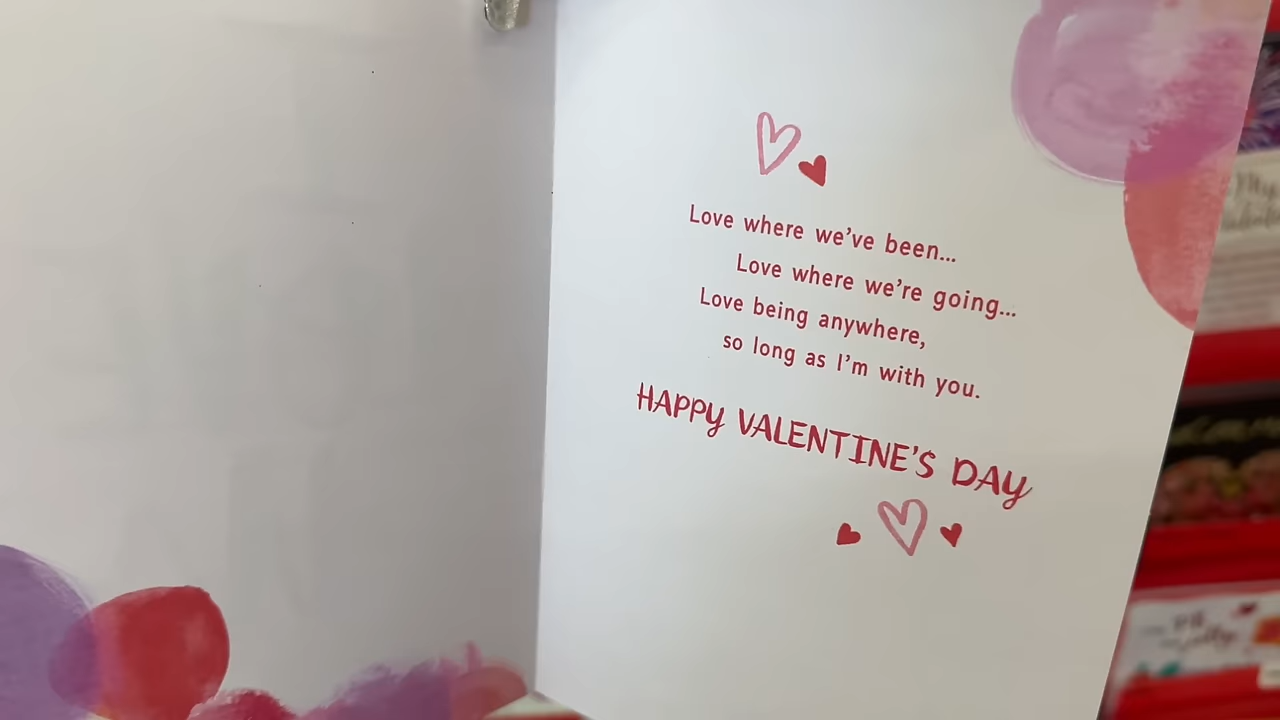 Love where we've been...
Love where we're going...
Love being anywhere,
so long as I'm with you.
HAPPY VALENTINE'S DAY